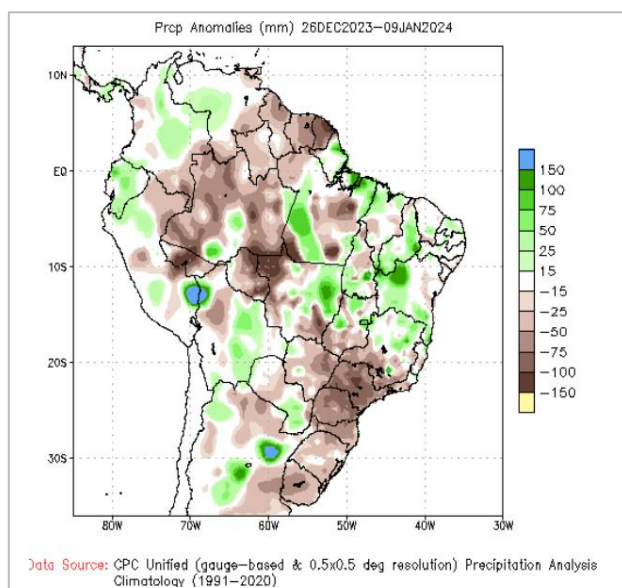 Prcp Anomalies (mm) 26DEC2023–09JAN2024
10N
EQ
10S
20S
30S
80W
70W
60W
50W
40W
30W
150
100
75
50
25
15
−15
−25
−50
−75
−100
−150
Data Source: CPC Unified (gauge-based & 0.5x0.5 deg resolution) Precipitation Analysis
Climatology (1991–2020)